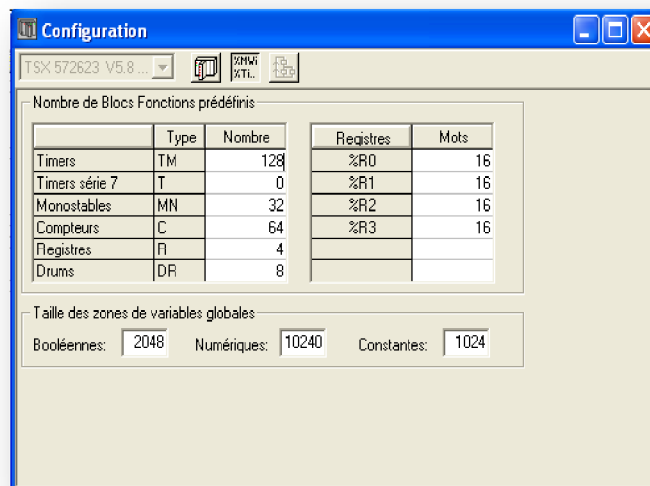 Configuration
TSX 572623 V5.8 ...
%MWi
%Ti..
Nombre de Blocs Fonctions prédéfinis
Type Nombre
Timers TM 128
Timers série 7 T 0
Monostables MN 32
Compteurs C 64
Registres R 4
Drums DR 8
Registres Mots
%R0 16
%R1 16
%R2 16
%R3 16
Taille des zones de variables globales
Booléennes: 2048 Numériques: 10240 Constantes: 1024